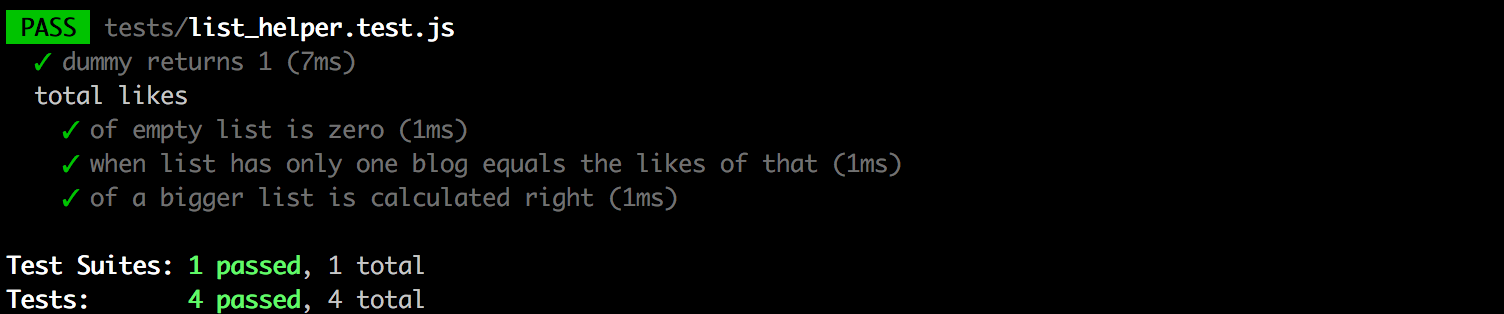 PASS tests/list_helper.test.js
✓ dummy returns 1 (7ms)
total likes
✓ of empty list is zero (1ms)
✓ when list has only one blog equals the likes of that (1ms)
✓ of a bigger list is calculated right (1ms)
Test Suites: 1 passed, 1 total
Tests: 4 passed, 4 total